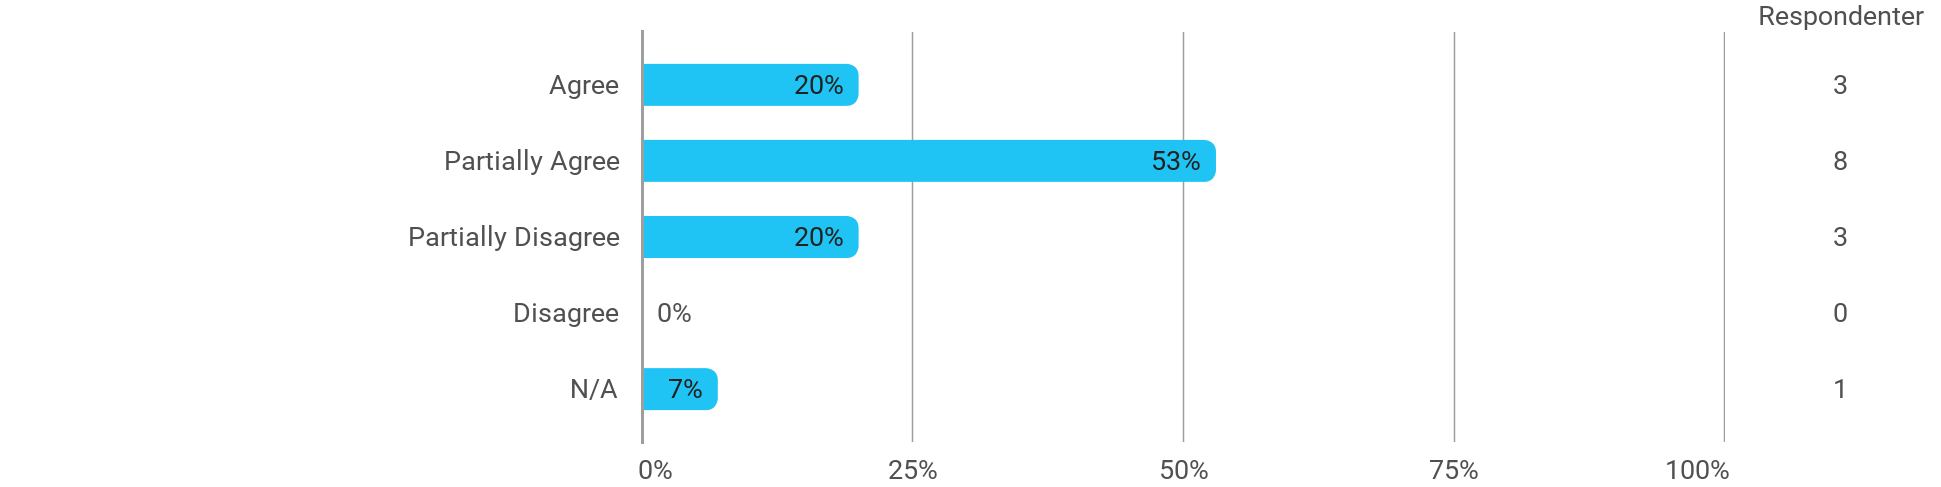 Respondenter
Agree 20% 3
Partially Agree 53% 8
Partially Disagree 20% 3
Disagree 0% 0
N/A 7% 1
0% 25% 50% 75% 100%